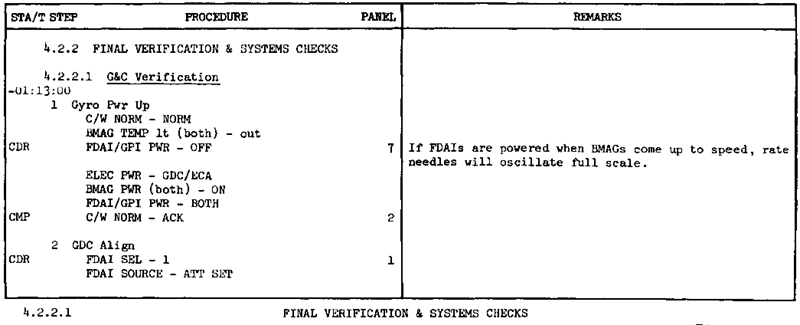 STA/T STEP PROCEDURE PANEL REMARKS
4.2.2 FINAL VERIFICATION & SYSTEMS CHECKS
4.2.2.1 G&C Verification
-01:13:00
1 Gyro Pwr Up
C/W NORM - NORM
BMAG TEMP lt (both) - out
CDR FDAI/GPI PWR - OFF 7 If FDAIs are powered when BMAGs come up to speed, rate
needles will oscillate full scale.
ELEC PWR - GDC/ECA
BMAG PWR (both) - ON
FDAI/GPI PWR - BOTH
CMP C/W NORM - ACK 2
2 GDC Align
CDR FDAI SEL - 1 1
FDAI SOURCE - ATT SET
4.2.2.1 FINAL VERIFICATION & SYSTEMS CHECKS